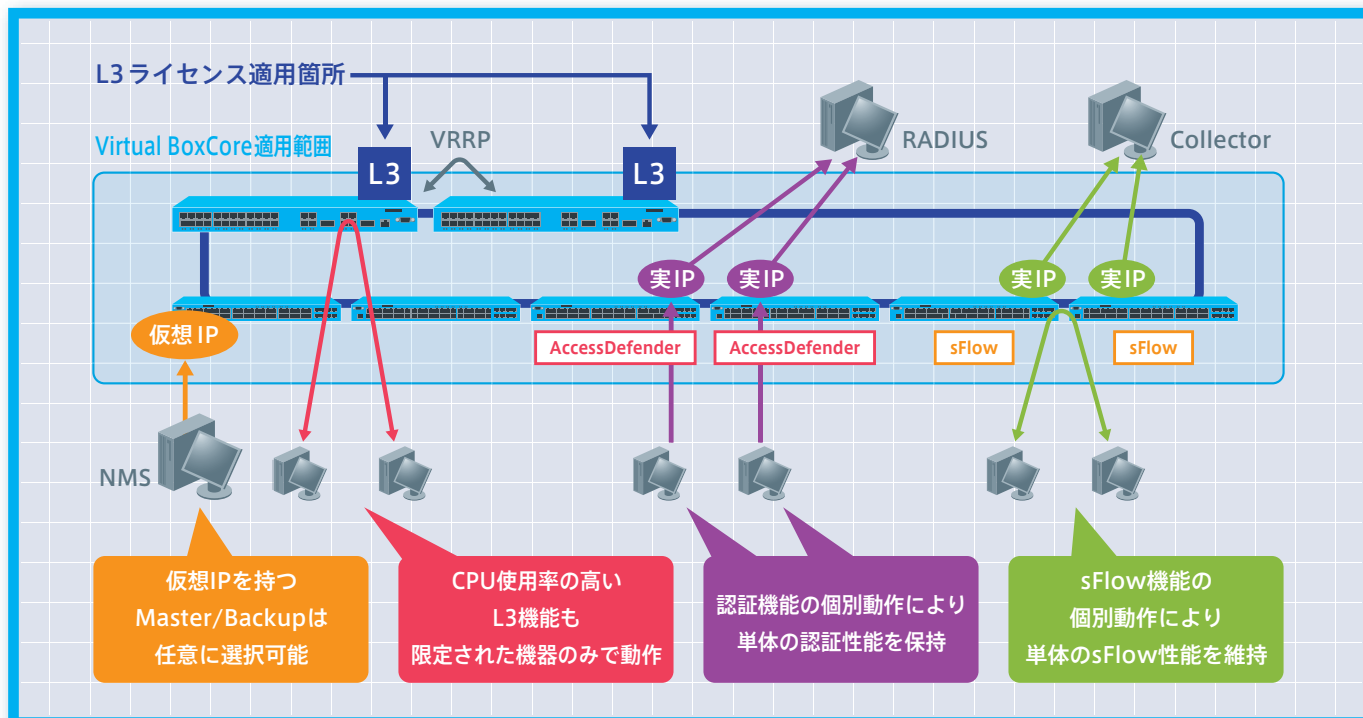 L3ライセンス適用箇所
Virtual BoxCore適用範囲
VRRP
L3
L3
RADIUS
Collector
実IP
実IP
実IP
実IP
仮想IP
AccessDefender
AccessDefender
sFlow
sFlow
NMS
仮想IPを持つ
Master/Backupは
任意に選択可能
CPU使用率の高い
L3機能も
限定された機器のみで動作
認証機能の個別動作により
単体の認証性能を保持
sFlow機能の
個別動作により
単体のsFlow性能を維持